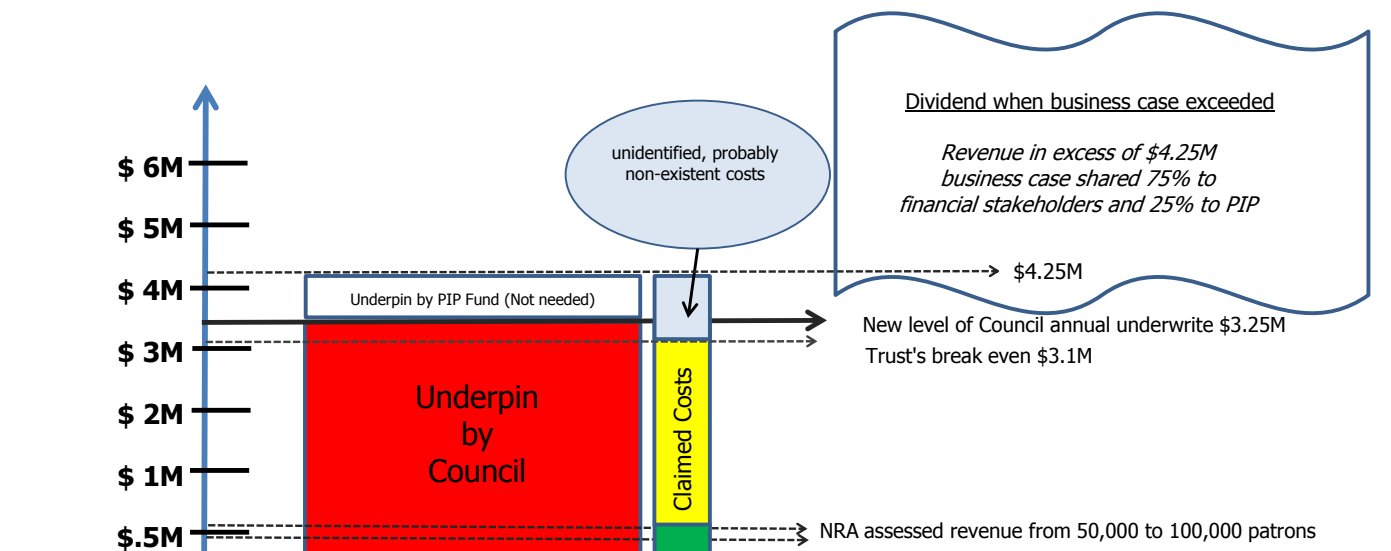 Dividend when business case exceeded
Revenue in excess of $4.25M
business case shared 75% to
financial stakeholders and 25% to PIP
unidentified, probably
non-existent costs
$ 6M
$ 5M
$4.25M
$ 4M
Underpin by PIP Fund (Not needed)
New level of Council annual underwrite $3.25M
$ 3M
Trust's break even $3.1M
Underpin
by
Council
Claimed Costs
$ 2M
$ 1M
$.5M
NRA assessed revenue from 50,000 to 100,000 patrons